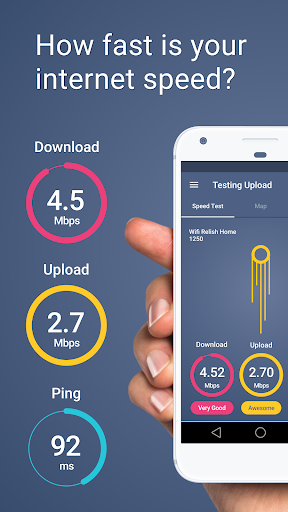 How fast is your
internet speed?
Download
4.5
Mbps
Upload
2.7
Mbps
Ping
92
ms
Testing Upload
Speed Test
Map
Wifi Relish Home
1250
Download
Upload
4.52
Mbps
2.70
Mbps
Very Good
Awesome